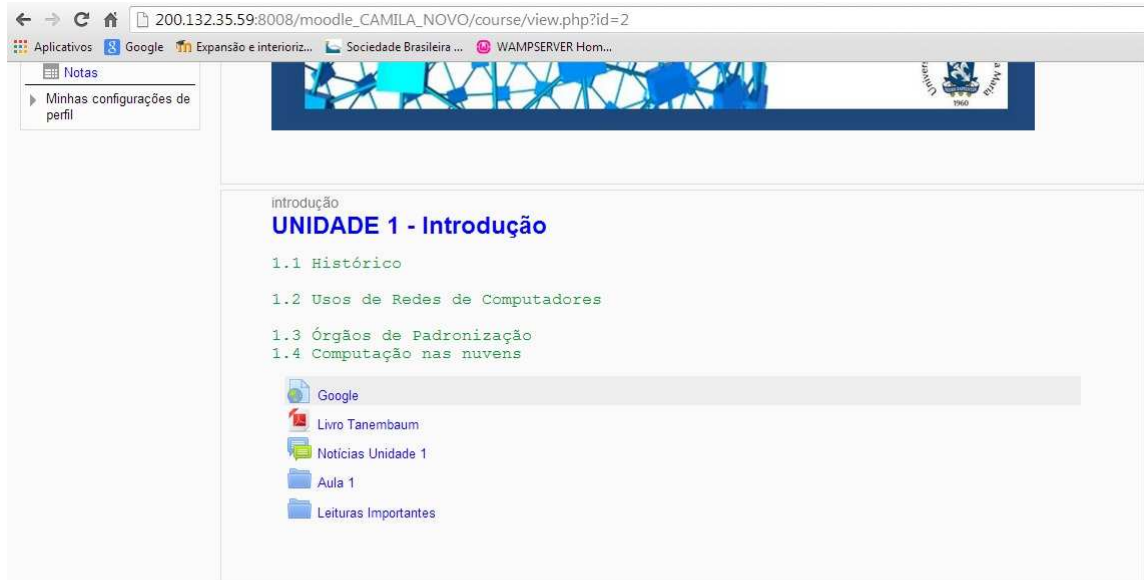 200.132.35.59:8008/moodle_CAMILA_NOVO/course/view.php?id=2
Aplicativos Google Expansão e interioriz... Sociedade Brasileira ... WAMPSERVER Hom...
Notas
Minhas configurações de
perfil
Univers a Maria
1960
introdução
UNIDADE 1 - Introdução
1.1 Histórico
1.2 Usos de Redes de Computadores
1.3 Órgãos de Padronização
1.4 Computação nas nuvens
Google
Livro Tanembaum
Notícias Unidade 1
Aula 1
Leituras Importantes